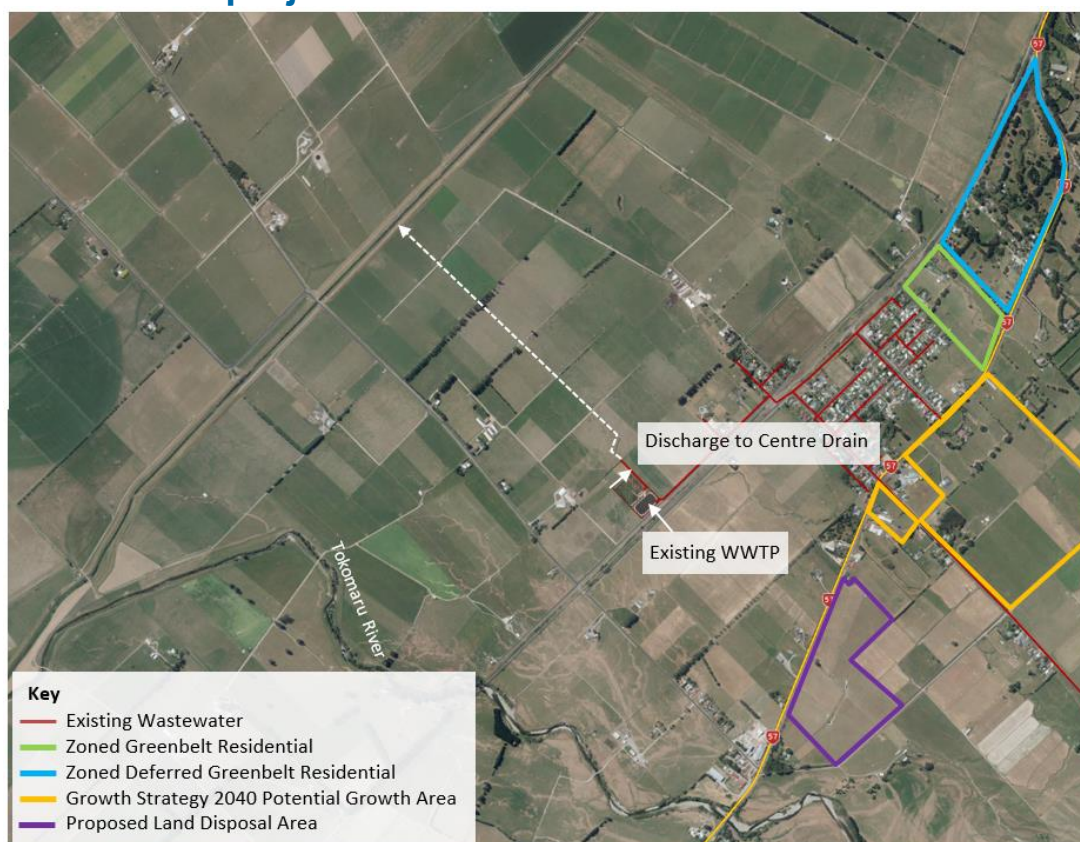 57
57
57
Discharge to Centre Drain
57
Existing WWTP
Tokomaru River
57
57
Key
Existing Wastewater
Zoned Greenbelt Residential
Zoned Deferred Greenbelt Residential
Growth Strategy 2040 Potential Growth Area
Proposed Land Disposal Area